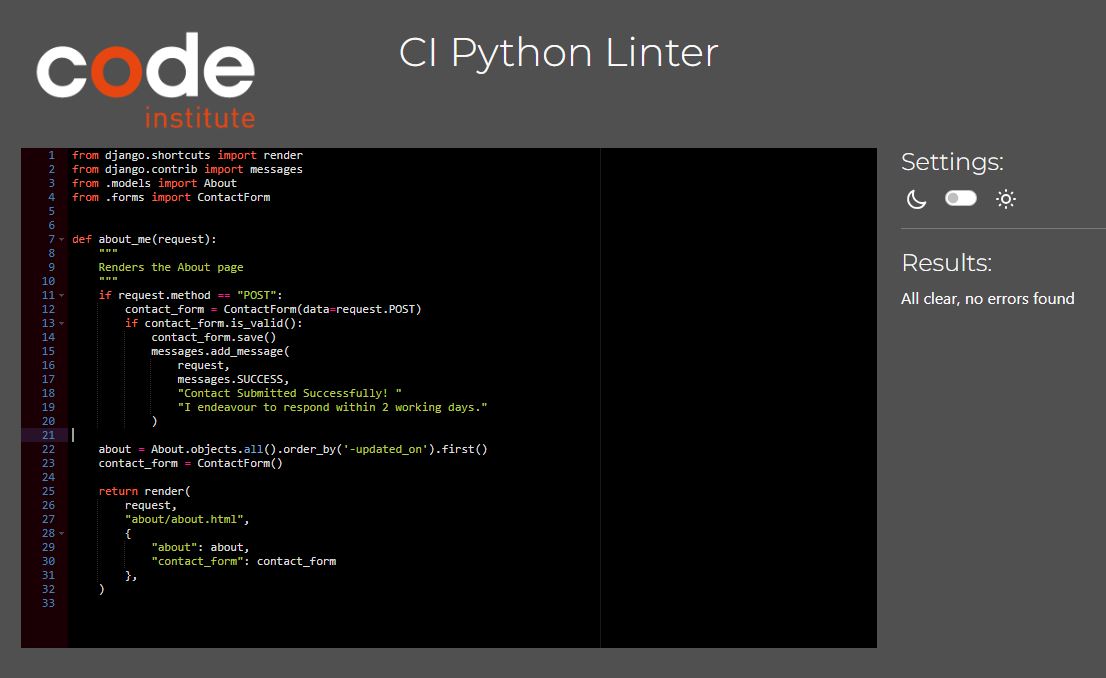 code
institute
CI Python Linter
1 from django.shortcuts import render
2 from django.contrib import messages
3 from .models import About
4 from .forms import ContactForm
5
6
7 def about_me(request):
8     """
9     Renders the About page
10     """
11     if request.method == "POST":
12         contact_form = ContactForm(data=request.POST)
13         if contact_form.is_valid():
14             contact_form.save()
15             messages.add_message(
16                 request,
17                 messages.SUCCESS,
18                 "Contact Submitted Successfully! "
19                 "I endeavour to respond within 2 working days."
20             )
21
22     about = About.objects.all().order_by('-updated_on').first()
23     contact_form = ContactForm()
24
25     return render(
26         request,
27         "about/about.html",
28         {
29             "about": about,
30             "contact_form": contact_form
31         },
32     )
33
Settings:
Results:
All clear, no errors found